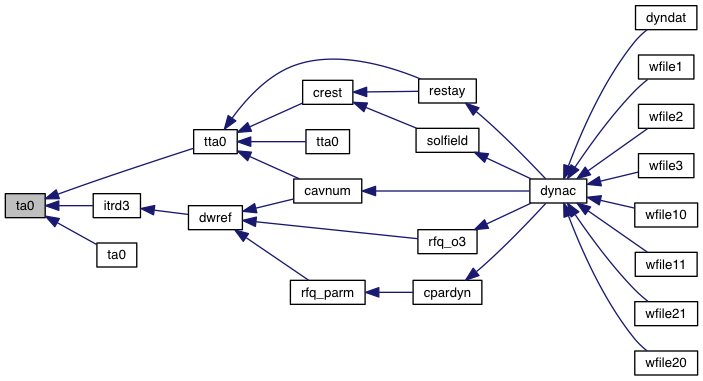 ta0
tta0
itrd3
ta0
crest
tta0
cavnum
dwref
rfq_parm
restay
solfield
rfq_o3
cpardyn
dynac
dyndat
wfile1
wfile2
wfile3
wfile10
wfile11
wfile21
wfile20